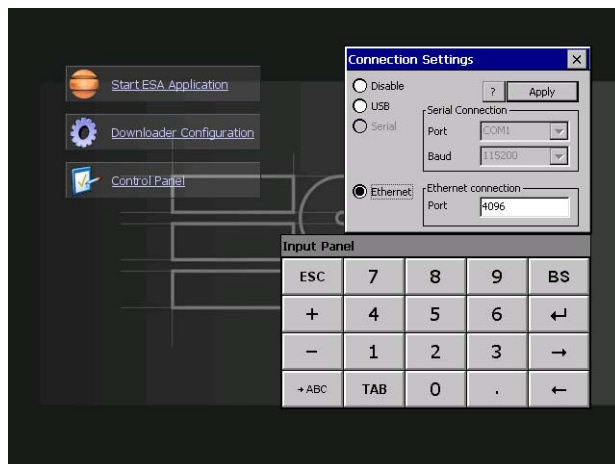 Start ESA Application
Downloader Configuration
Control Panel
Connection Settings
Disable
USB
Serial
Ethernet
? Apply
Serial Connection
Port COM1
Baud 115200
Ethernet connection
Port 4096
Input Panel
ESC 7 8 9 BS
+ 4 5 6 ↵
− 1 2 3 →
→ABC TAB 0 . ←